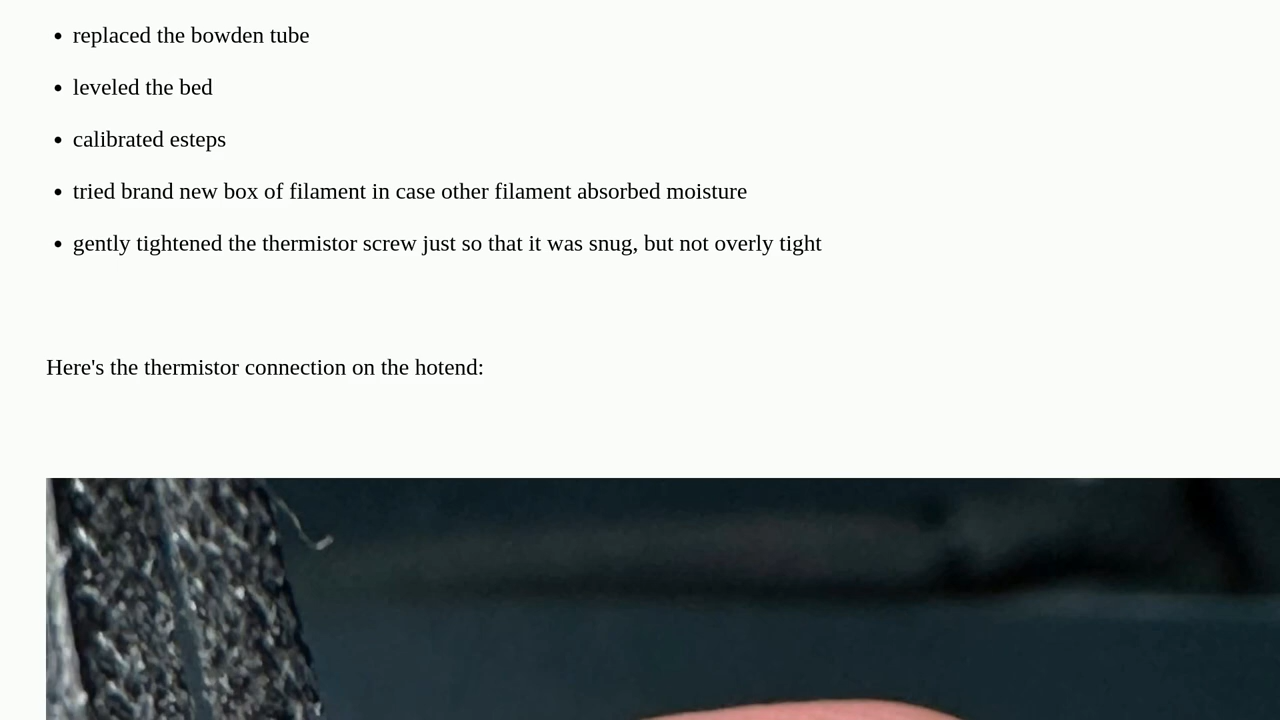 • replaced the bowden tube
• leveled the bed
• calibrated esteps
• tried brand new box of filament in case other filament absorbed moisture
• gently tightened the thermistor screw just so that it was snug, but not overly tight
Here's the thermistor connection on the hotend: